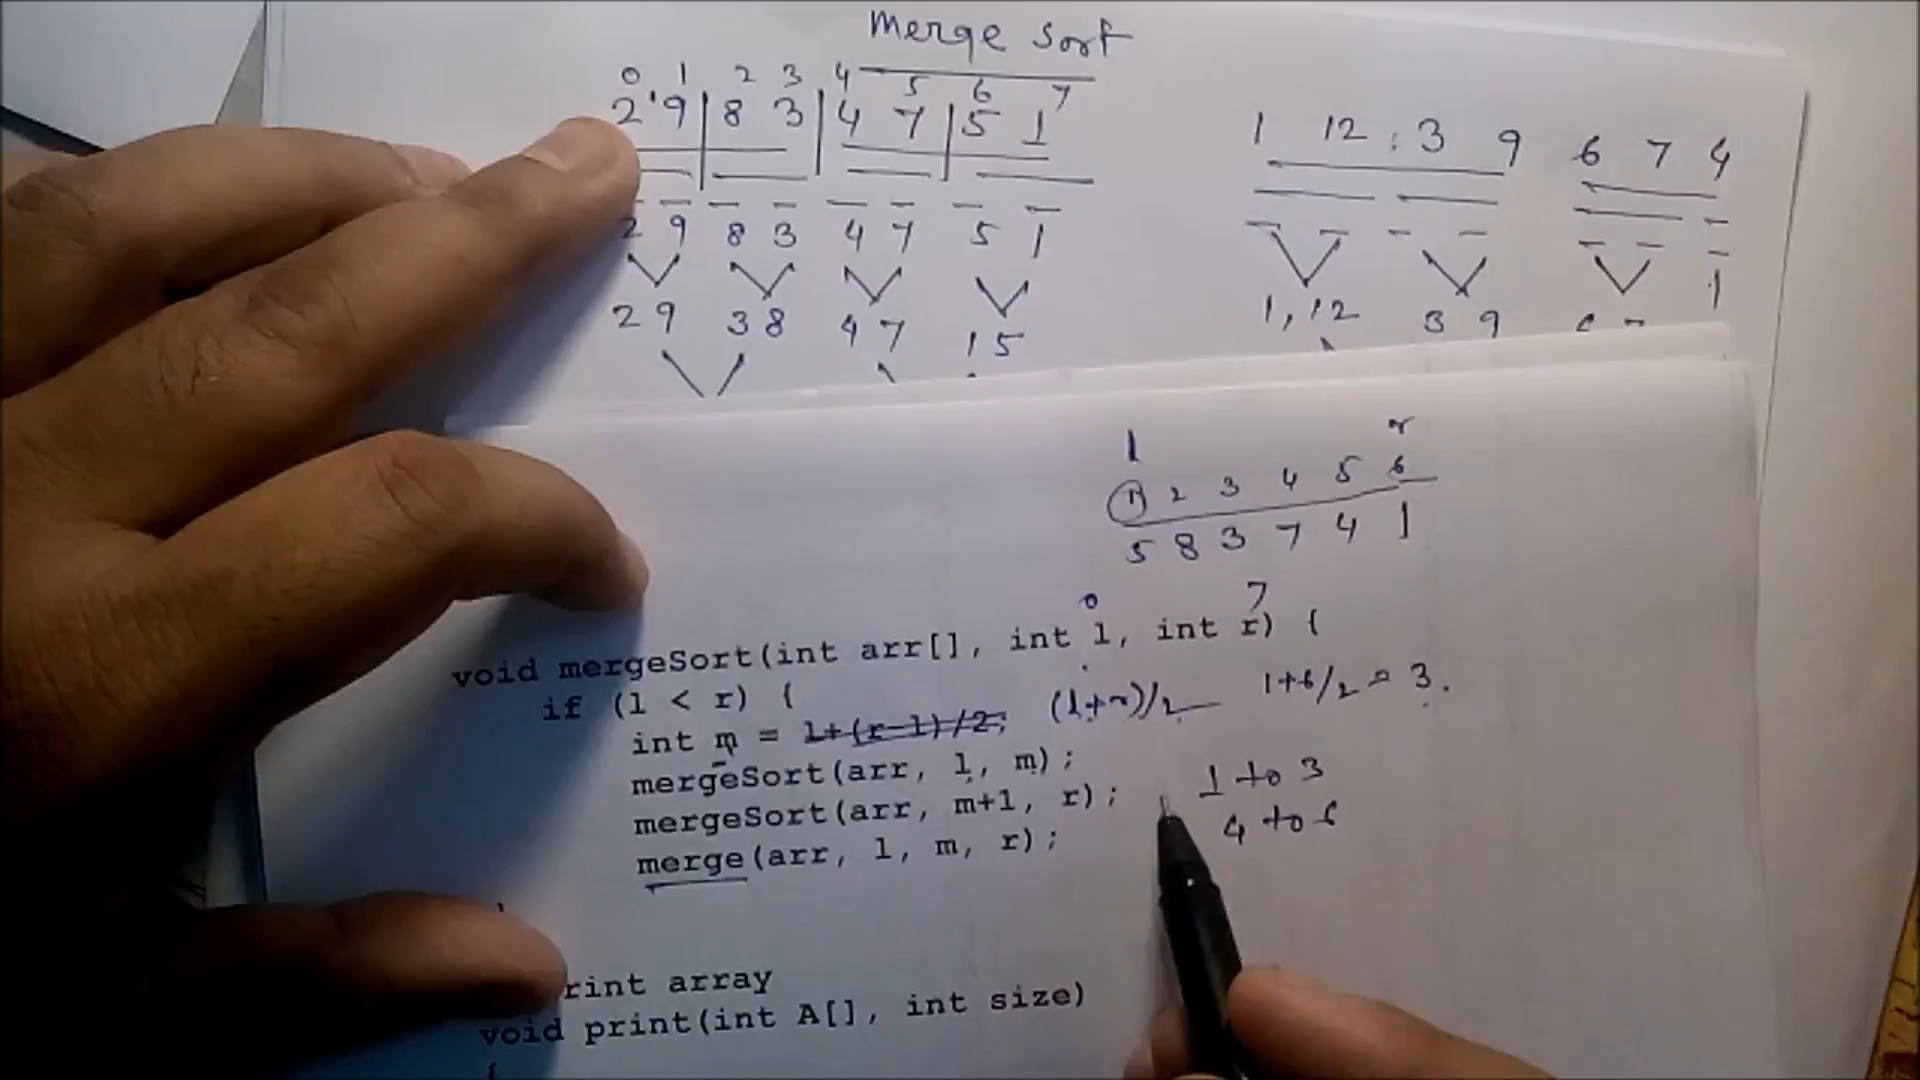 merge sort
0 1 2 3 4 5 6 7
2 9 8 3 4 7 5 1
2 9 8 3 4 7 5 1
2 9 3 8 4 7 1 5
1 12 3 9 6 7 4
1,12 3 9
l r
1 2 3 4 5 6
5 8 3 7 4 1
0 7
void mergeSort(int arr[], int l, int r) {
if (l < r) {
int m = l+(r-l)/2; (l+r)/2 1+6/2 = 3.
mergeSort(arr, l, m);
mergeSort(arr, m+1, r);
merge(arr, l, m, r);
1 to 3
4 to 6
rint array
void print(int A[], int size)
{